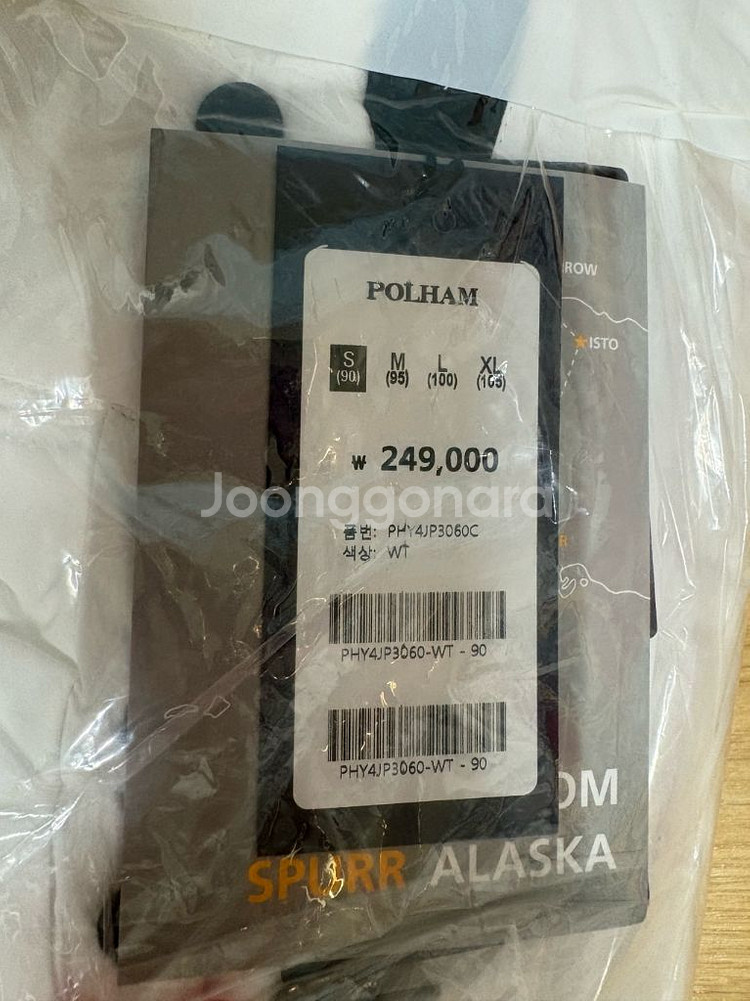 ROW
POLHAM
ISTO
S M L XL
(90) (95) (100) (105)
₩ 249,000
Joonggonara
품번: PHY4JP3060C
색상: WT
R
PHY4JP3060-WT - 90
PHY4JP3060-WT - 90
OM
SPURR ALASKA